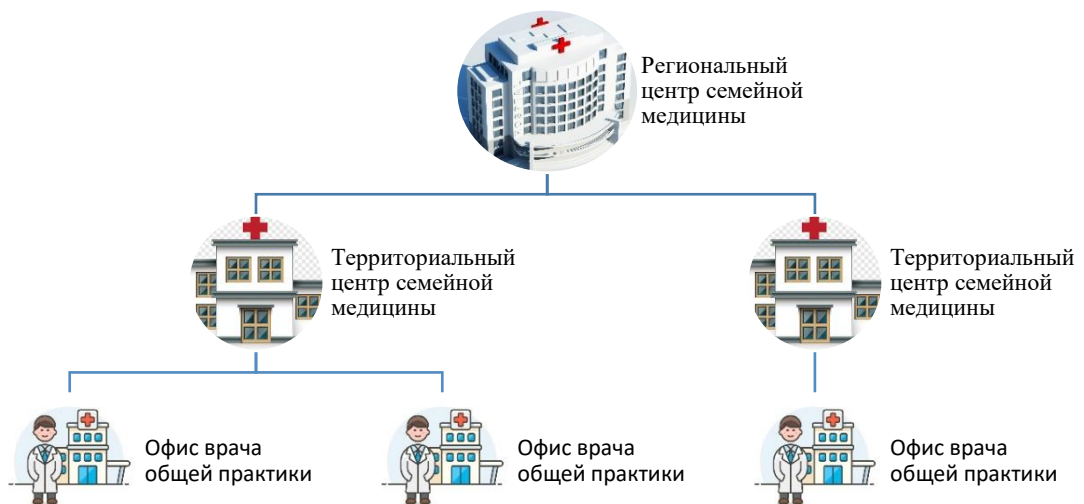 Региональный
центр семейной
медицины
Территориальный
центр семейной
медицины
Территориальный
центр семейной
медицины
Офис врача
общей практики
Офис врача
общей практики
Офис врача
общей практики